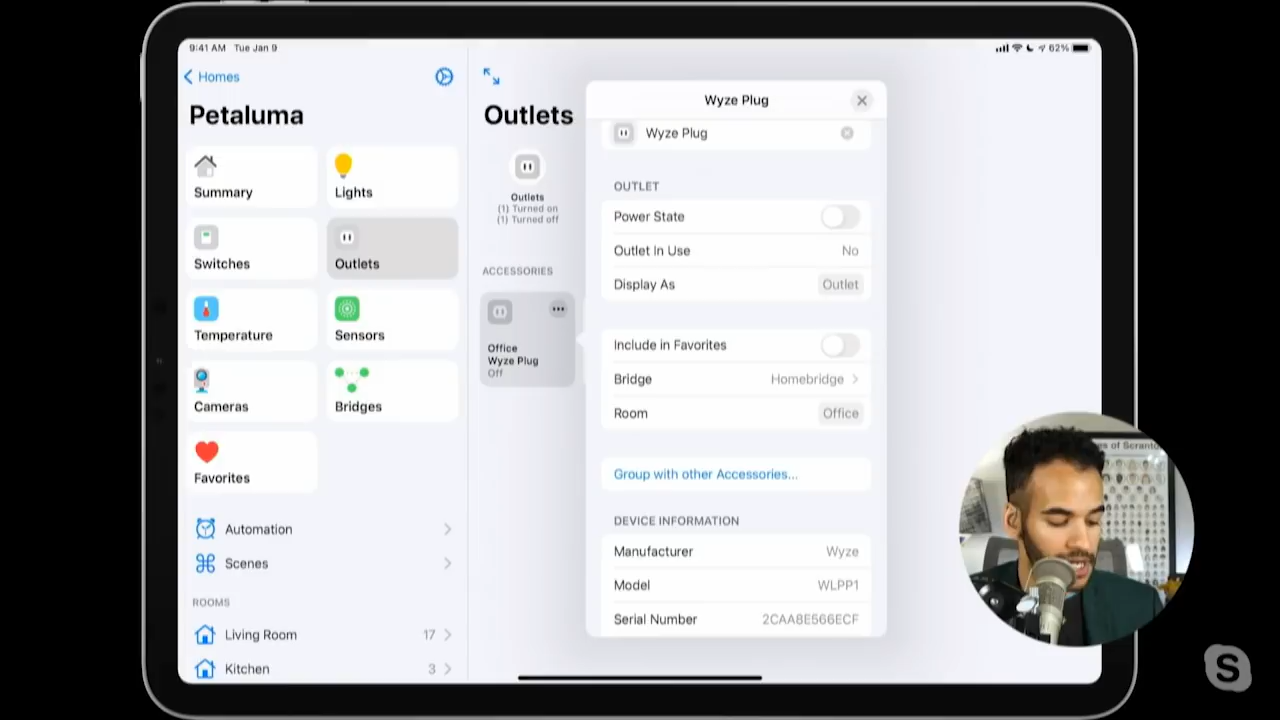 9:41 AM Tue Jan 9
62%
Homes
Petaluma
Summary
Lights
Switches
Outlets
Temperature
Sensors
Cameras
Bridges
Favorites
Automation
Scenes
ROOMS
Living Room 17
Kitchen 3
Outlets
Outlets
(1) Turned on
(1) Turned off
ACCESSORIES
Office
Wyze Plug
Off
Wyze Plug
Wyze Plug
OUTLET
Power State
Outlet In Use No
Display As Outlet
Include in Favorites
Bridge Homebridge
Room Office
Group with other Accessories...
DEVICE INFORMATION
Manufacturer Wyze
Model WLPP1
Serial Number 2CAA8E566ECF
es of Scranto
S